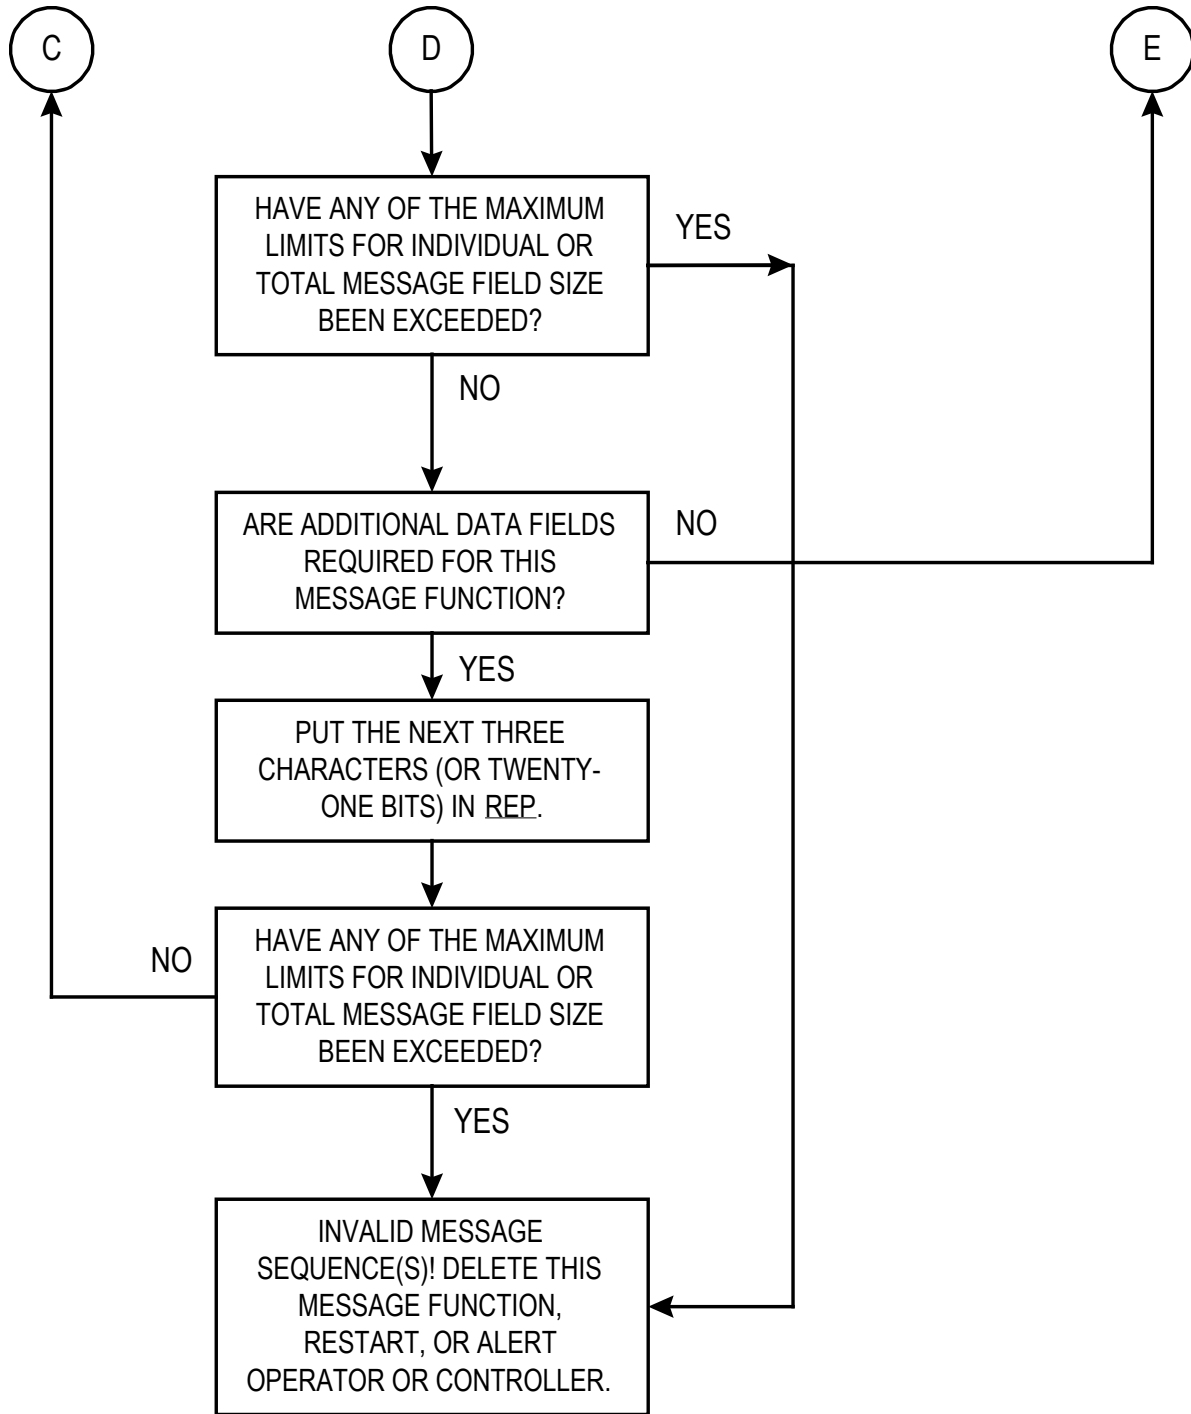 C
D
E
HAVE ANY OF THE MAXIMUM
LIMITS FOR INDIVIDUAL OR
TOTAL MESSAGE FIELD SIZE
BEEN EXCEEDED?
YES
NO
ARE ADDITIONAL DATA FIELDS
REQUIRED FOR THIS
MESSAGE FUNCTION?
NO
YES
PUT THE NEXT THREE
CHARACTERS (OR TWENTY-
ONE BITS) IN REP.
HAVE ANY OF THE MAXIMUM
LIMITS FOR INDIVIDUAL OR
TOTAL MESSAGE FIELD SIZE
BEEN EXCEEDED?
NO
YES
INVALID MESSAGE
SEQUENCE(S)! DELETE THIS
MESSAGE FUNCTION,
RESTART, OR ALERT
OPERATOR OR CONTROLLER.